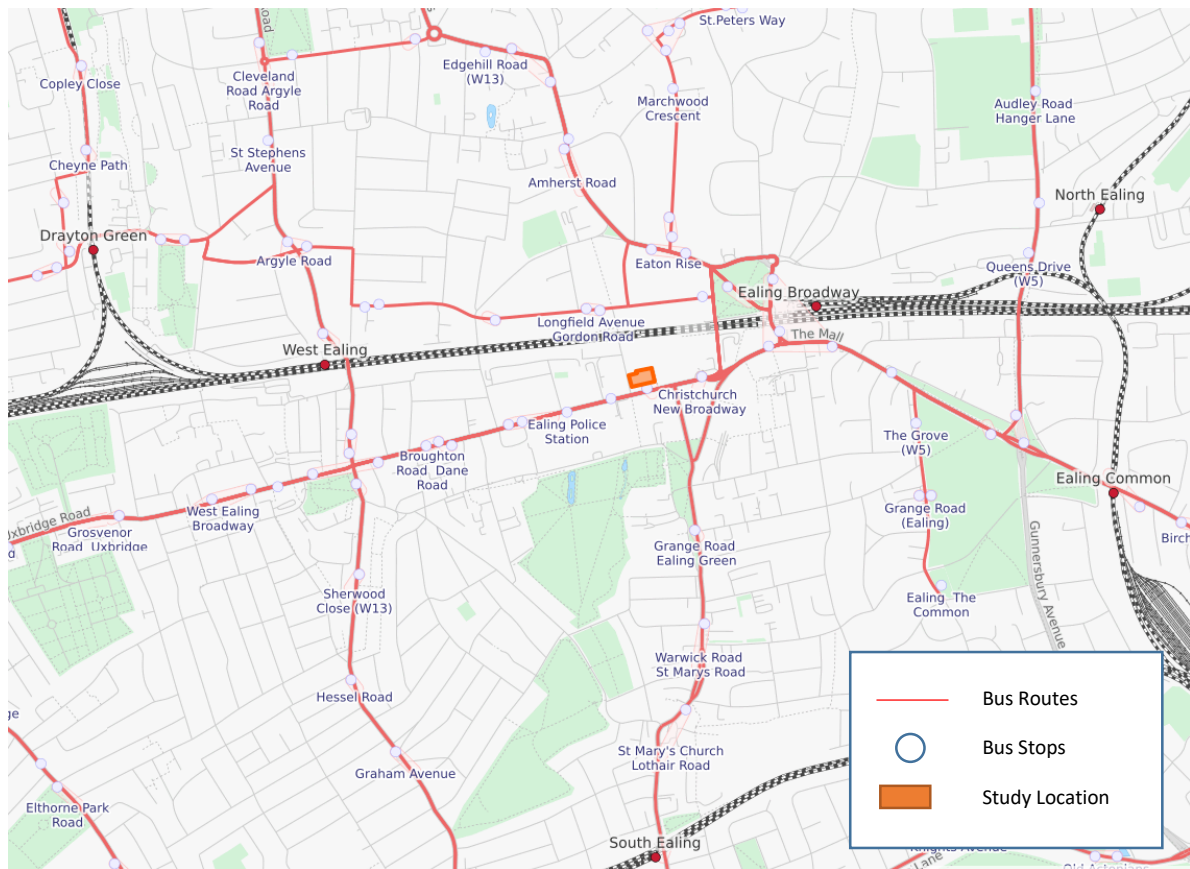 Road
St.Peters Way
Edgehill Road
(W13)
Copley Close
Cleveland
Road Argyle
Road
Marchwood
Crescent
Audley Road
Hanger Lane
St Stephens
Avenue
Cheyne Path
Amherst Road
North Ealing
Drayton Green
Argyle Road
Eaton Rise
Queens Drive
(W5)
Ealing Broadway
Longfield Avenue
Gordon Road
The Mall
West Ealing
Christchurch
New Broadway
Ealing Police
Station
The Grove
(W5)
Broughton
Road Dane
Road
Ealing Common
West Ealing
Broadway
Uxbridge Road
Grosvenor
Road Uxbridge
Grange Road
(Ealing)
Birch
Gunnersbury Avenue
Grange Road
Ealing Green
Sherwood
Close (W13)
Ealing The
Common
Warwick Road
St Marys Road
Hessel Road
Bus Routes
St Mary's Church
Lothair Road
Bus Stops
Graham Avenue
Study Location
Elthorne Park
Road
South Ealing
Lane